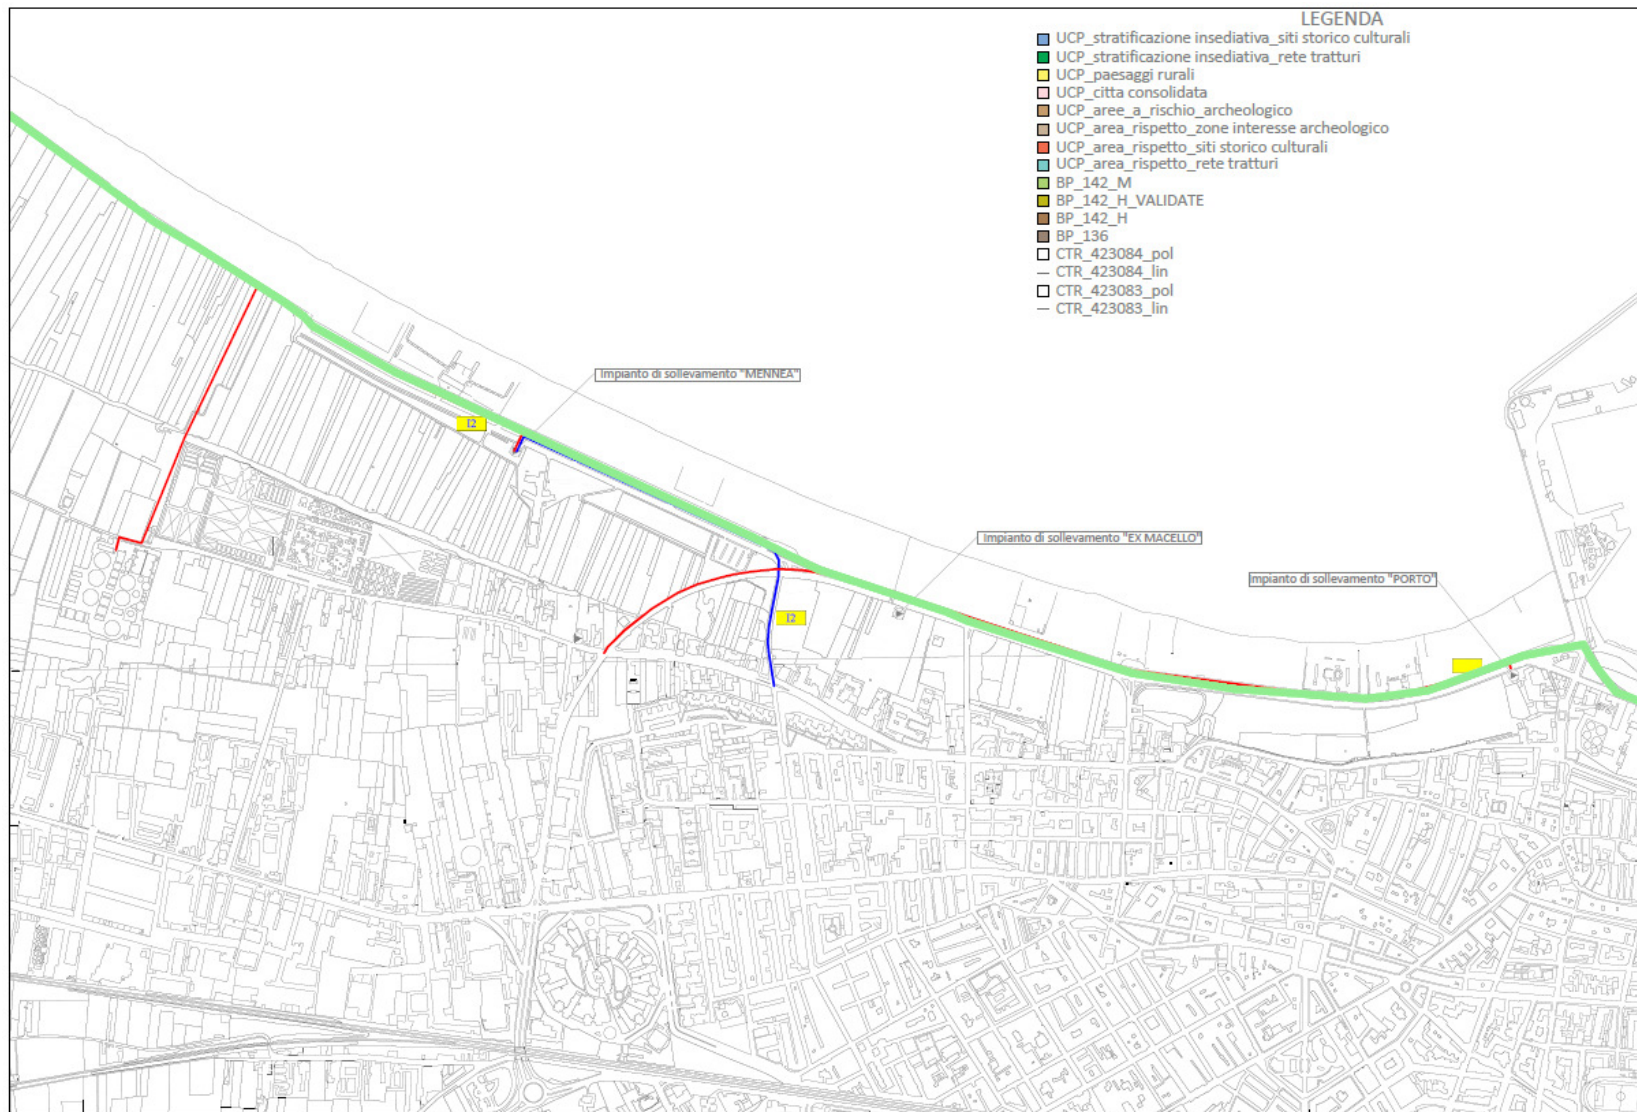 LEGENDA
UCP_stratificazione insediativa_siti storico culturali
UCP_stratificazione insediativa_rete tratturi
UCP_paesaggi rurali
UCP_citta consolidata
UCP_aree_a_rischio_archeologico
UCP_area_rispetto_zone interesse archeologico
UCP_area_rispetto_siti storico culturali
UCP_area_rispetto_rete tratturi
BP_142_M
BP_142_H_VALIDATE
BP_142_H
BP_136
CTR_423084_pol
CTR_423084_lin
CTR_423083_pol
CTR_423083_lin
Impianto di sollevamento "MENNEA"
I2
Impianto di sollevamento "EX MACELLO"
Impianto di sollevamento "PORTO"
I2